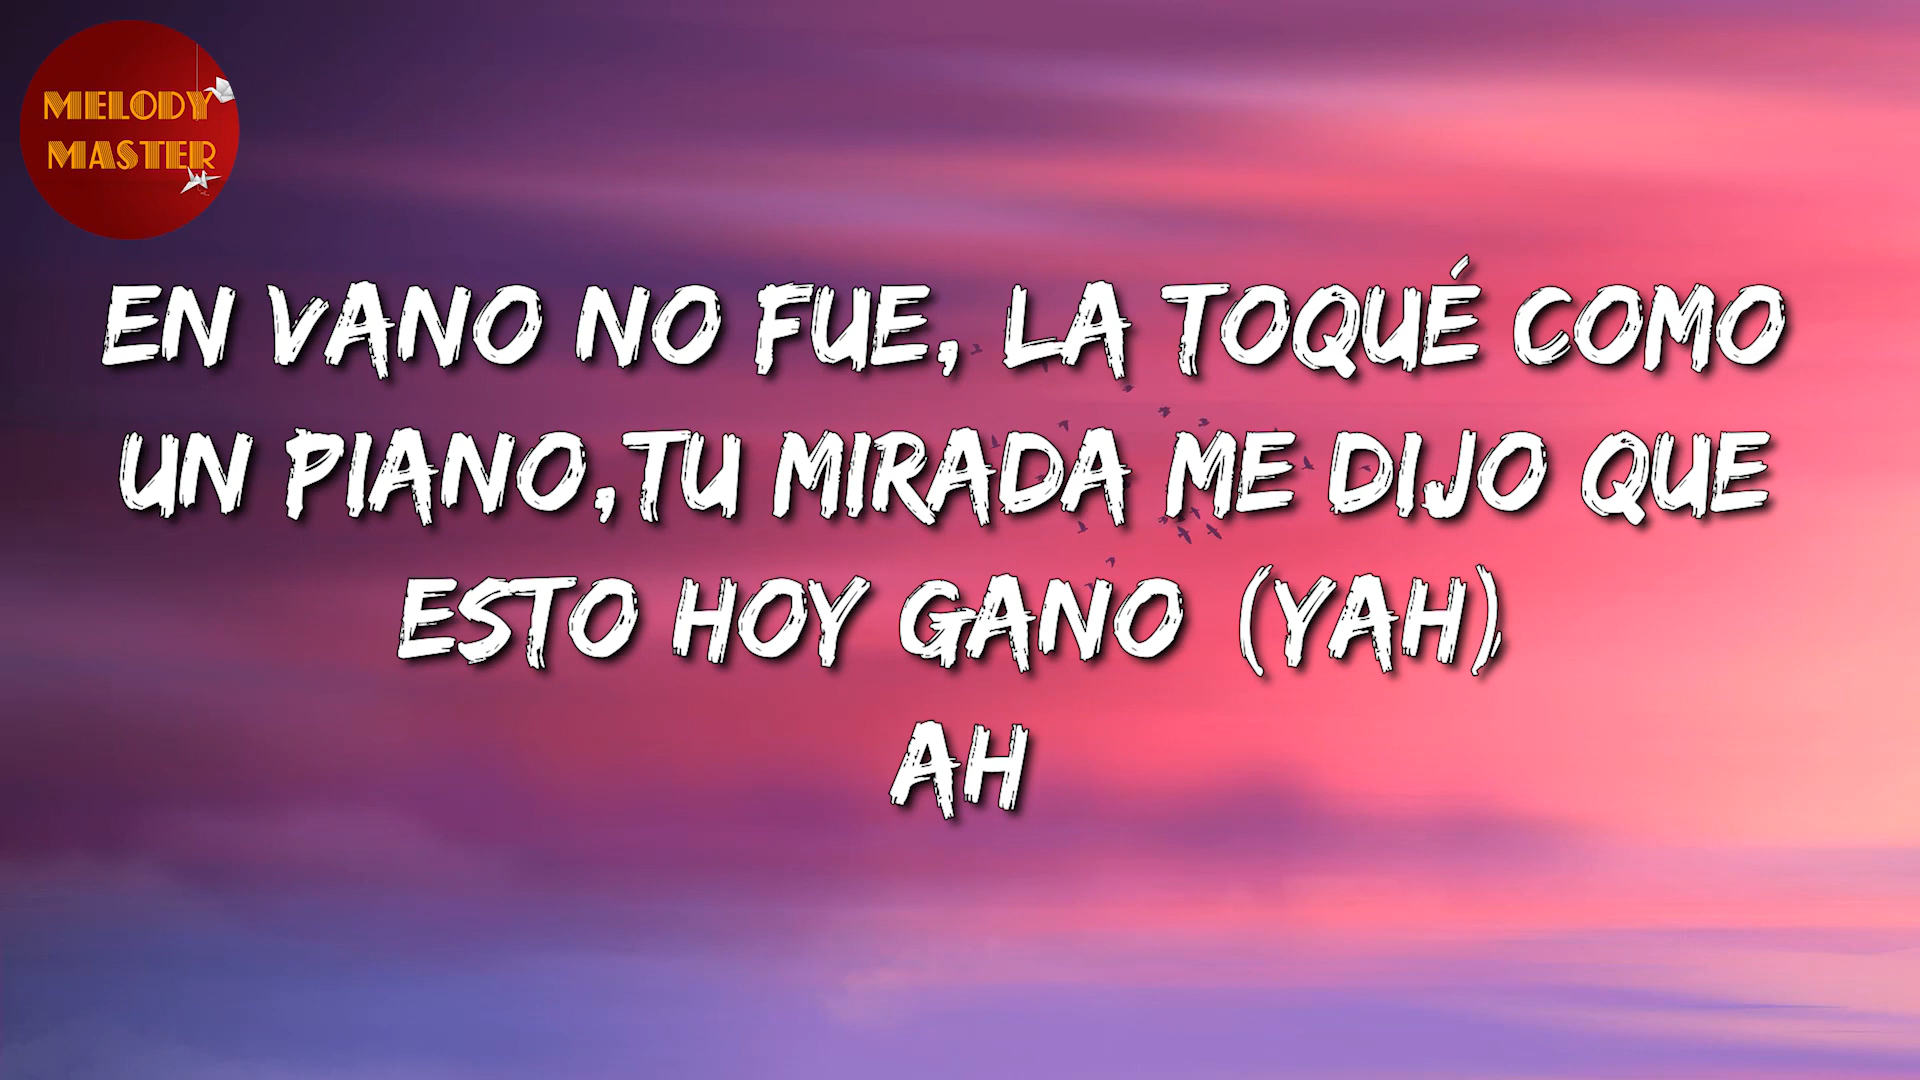 MELODY
MASTER
EN VANO NO FUE, LA TOQUÉ COMO
UN PIANO,TU MIRADA ME DIJO QUE
ESTO HOY GANO (YAH)
AH